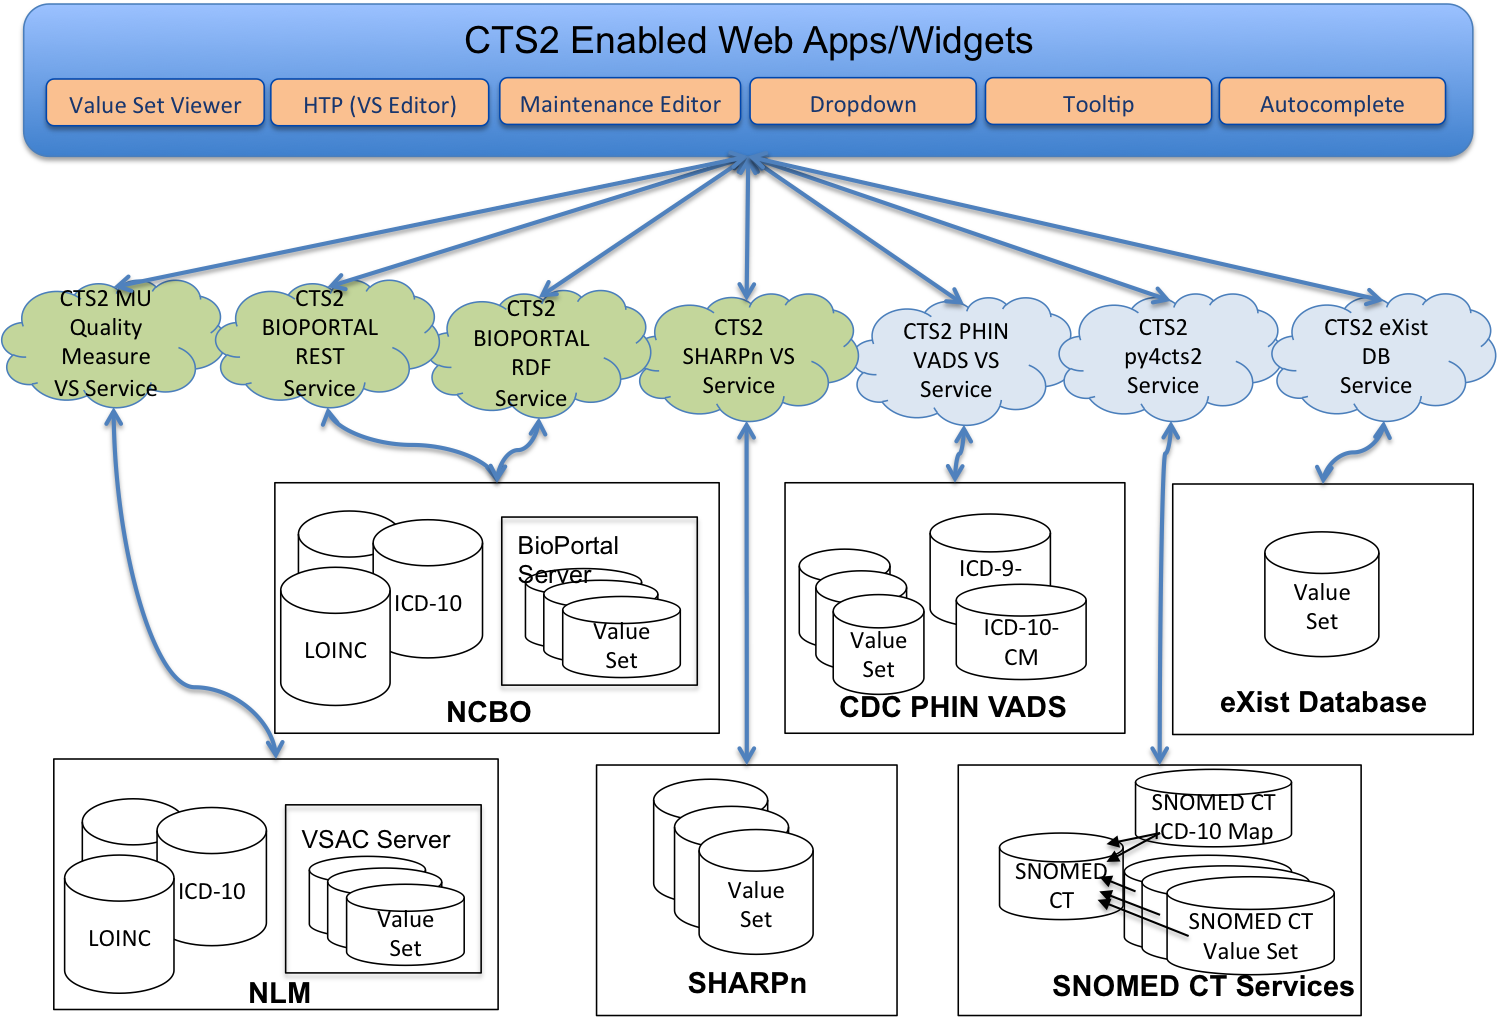 CTS2 Enabled Web Apps/Widgets
Value Set Viewer
HTP (VS Editor)
Maintenance Editor
Dropdown
Tooltip
Autocomplete
CTS2 MU
Quality
Measure
VS Service
CTS2
BIOPORTAL
REST
Service
CTS2
BIOPORTAL
RDF
Service
CTS2
SHARPn VS
Service
CTS2 PHIN
VADS VS
Service
CTS2
py4cts2
Service
CTS2 eXist
DB
Service
ICD-10
LOINC
BioPortal
Server
Value
Set
NCBO
Value
Set
ICD-9-
ICD-10-
CM
CDC PHIN VADS
Value
Set
eXist Database
ICD-10
LOINC
VSAC Server
Value
Set
NLM
Value
Set
SHARPn
SNOMED CT
ICD-10 Map
SNOMED
CT
SNOMED CT
Value Set
SNOMED CT Services